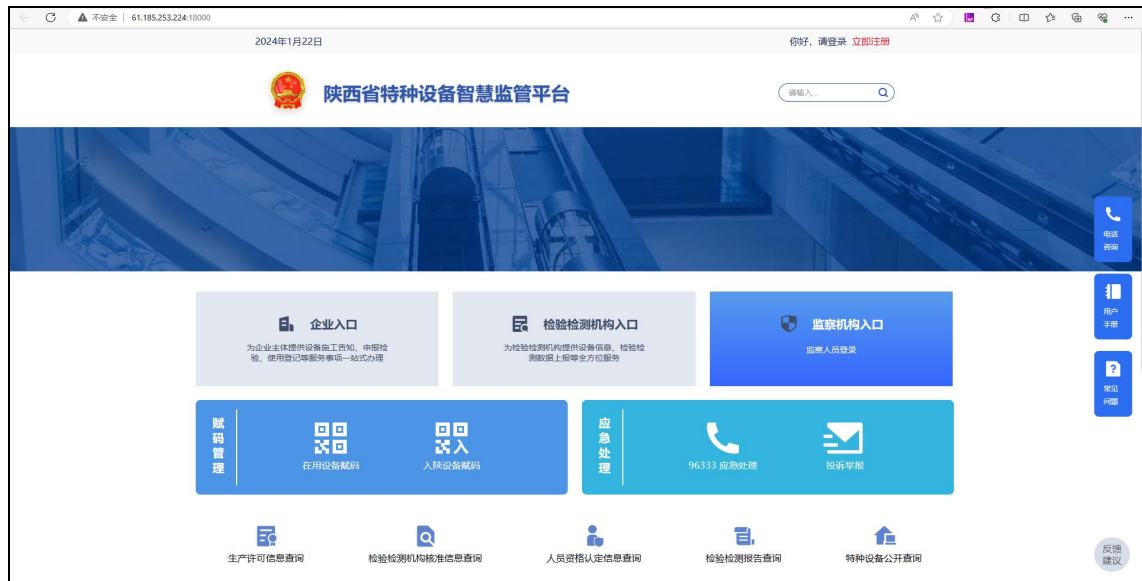 不安全 61.185.253.224:18000
2024年1月22日
你好，请登录 立即注册
陕西省特种设备智慧监管平台
请输入...
电话
咨询
企业入口
为企业主体提供设备施工告知、申报检
验、使用登记等服务事项一站式办理
检验检测机构入口
为检验检测机构提供设备信息、检验检
测数据上报等全方位服务
监察机构入口
监察人员登录
用户
手册
常见
问题
赋码管理
在用设备赋码
入陕设备赋码
应急处理
96333 应急处理
投诉举报
生产许可信息查询
检验检测机构核准信息查询
人员资格认定信息查询
检验检测报告查询
特种设备公开查询
反馈
建议